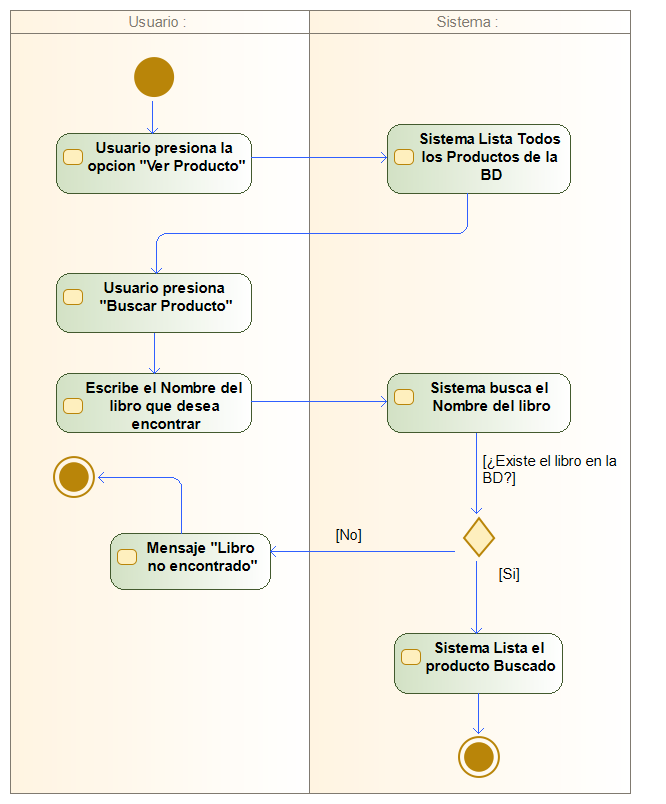 Usuario :
Sistema :
Usuario presiona la
opcion "Ver Producto"
Sistema Lista Todos
los Productos de la
BD
Usuario presiona
"Buscar Producto"
Escribe el Nombre del
libro que desea
encontrar
Sistema busca el
Nombre del libro
[¿Existe el libro en la
BD?]
[No]
Mensaje "Libro
no encontrado"
[Si]
Sistema Lista el
producto Buscado